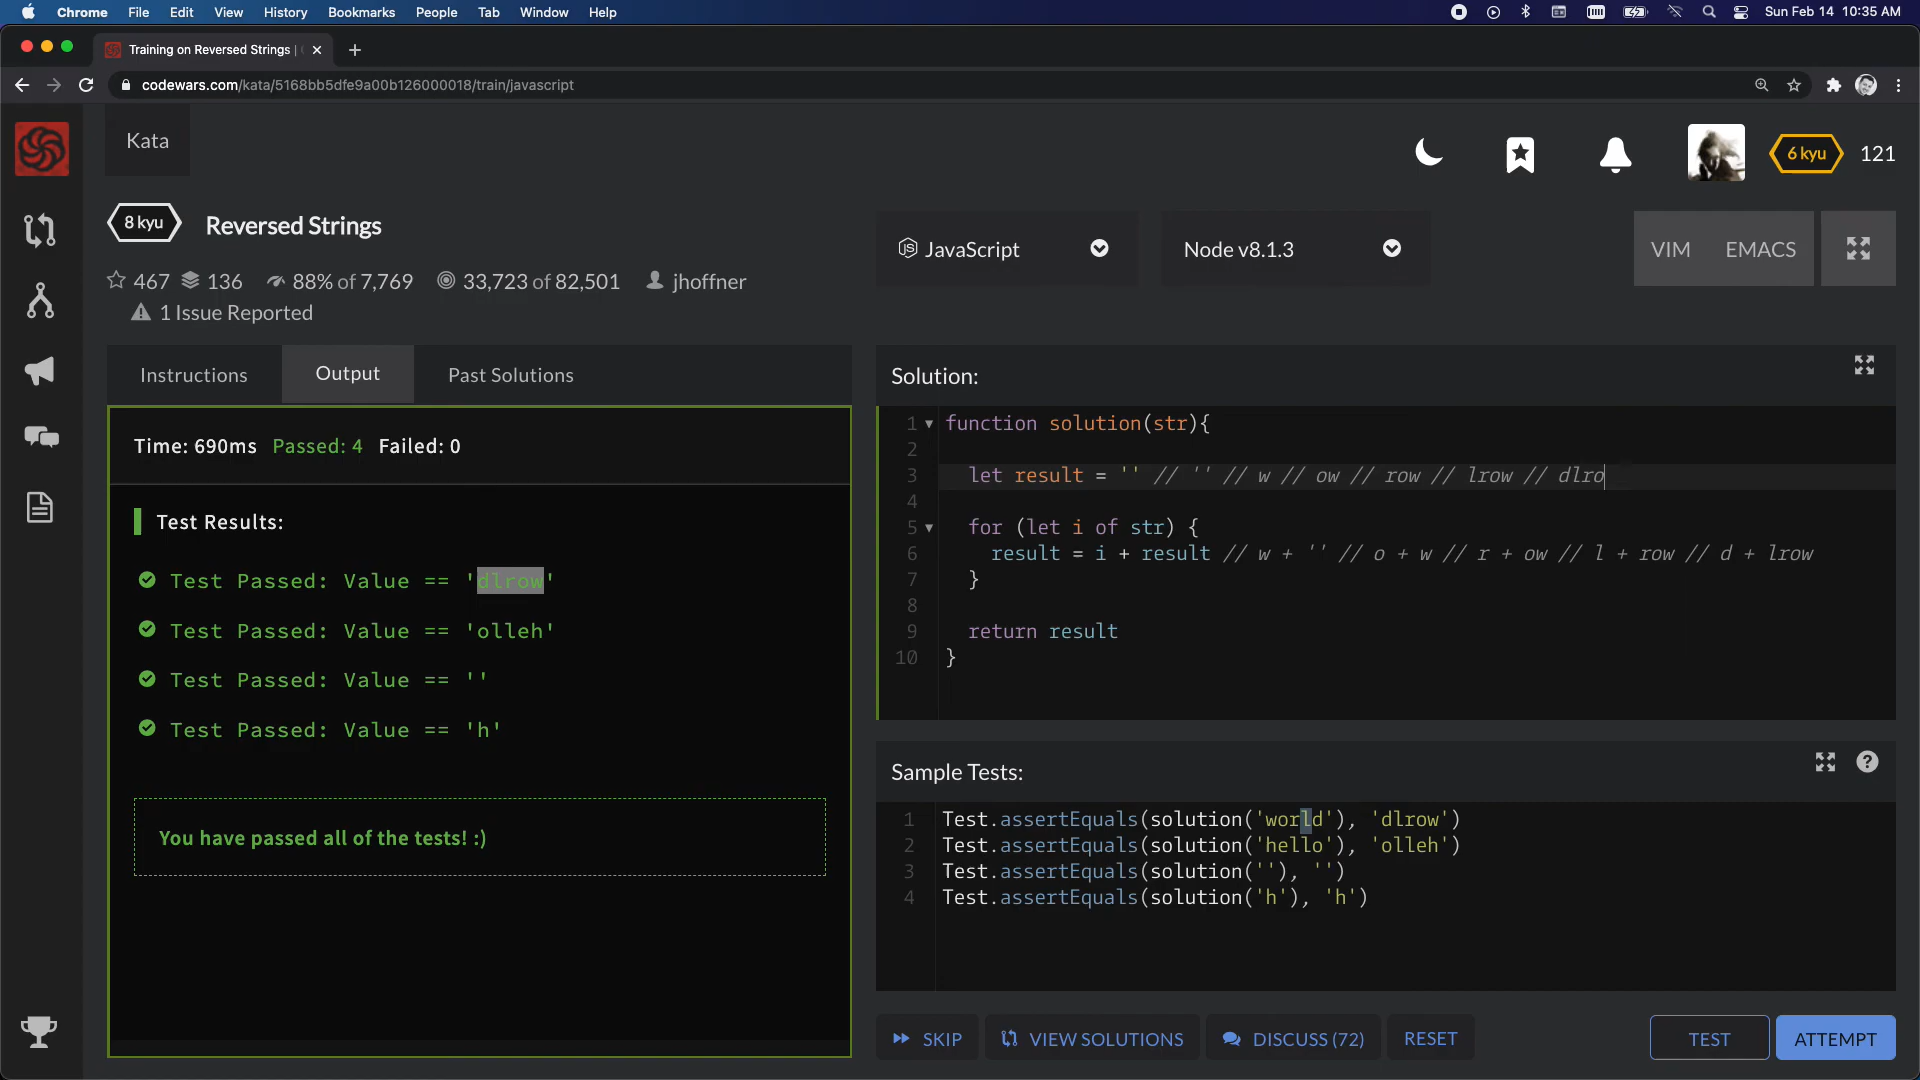 Chrome File Edit View History Bookmarks People Tab Window Help
Sun Feb 14 10:35 AM
Training on Reversed Strings |
codewars.com/kata/5168bb5dfe9a00b126000018/train/javascript
Kata
6 kyu 121
8 kyu Reversed Strings
467 136 88% of 7,769 33,723 of 82,501 jhoffner
1 Issue Reported
JavaScript
Node v8.1.3
VIM EMACS
Instructions Output Past Solutions
Time: 690ms Passed: 4 Failed: 0
Test Results:
Test Passed: Value == 'dlrow'
Test Passed: Value == 'olleh'
Test Passed: Value == ''
Test Passed: Value == 'h'
You have passed all of the tests! :)
Solution:
1 function solution(str){
2
3 let result = '' // '' // w // ow // row // lrow // dlro
4
5 for (let i of str) {
6 result = i + result // w + '' // o + w // r + ow // l + row // d + lrow
7 }
8
9 return result
10 }
Sample Tests:
1 Test.assertEquals(solution('world'), 'dlrow')
2 Test.assertEquals(solution('hello'), 'olleh')
3 Test.assertEquals(solution(''), '')
4 Test.assertEquals(solution('h'), 'h')
SKIP VIEW SOLUTIONS DISCUSS (72) RESET TEST ATTEMPT